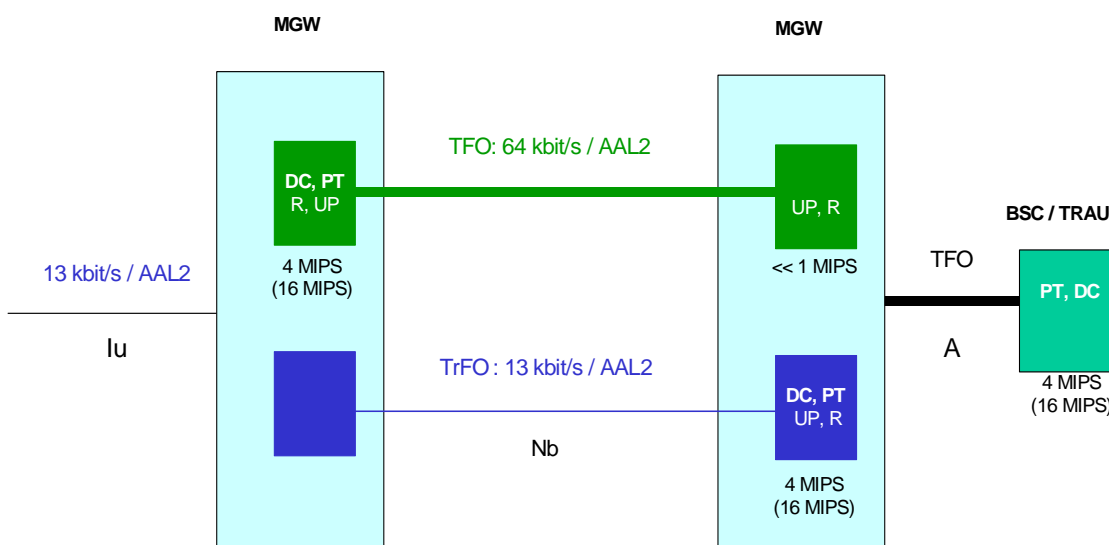 MGW
MGW
TFO: 64 kbit/s / AAL2
DC, PT
R, UP
UP, R
BSC / TRAU
13 kbit/s / AAL2
4 MIPS
(16 MIPS)
<< 1 MIPS
TFO
PT, DC
Iu
TrFO : 13 kbit/s / AAL2
A
4 MIPS
(16 MIPS)
DC, PT
UP, R
Nb
4 MIPS
(16 MIPS)